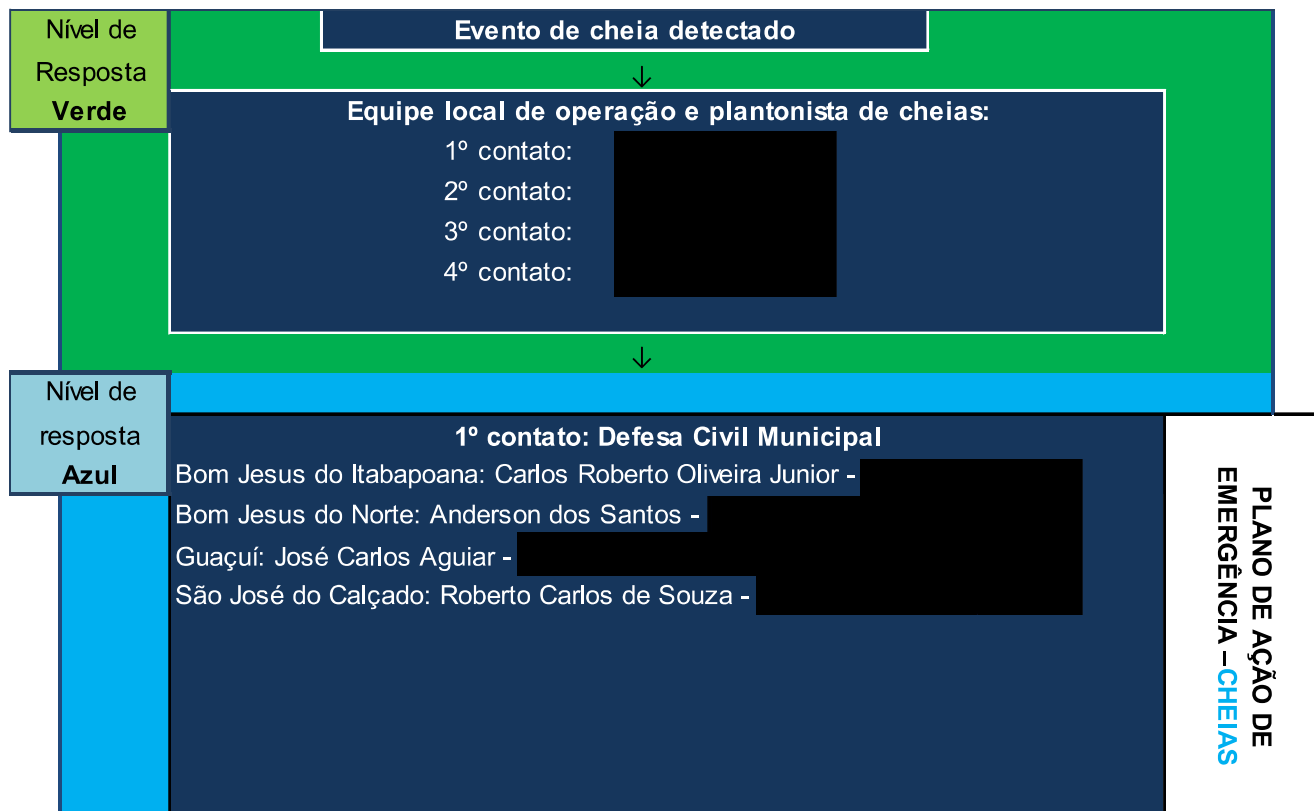 Nível de
Resposta
Verde
Evento de cheia detectado
↓
Equipe local de operação e plantonista de cheias:
1º contato:
2º contato:
3º contato:
4º contato:
↓
Nível de
resposta
Azul
1º contato: Defesa Civil Municipal
Bom Jesus do Itabapoana: Carlos Roberto Oliveira Junior -
Bom Jesus do Norte: Anderson dos Santos -
Guaçuí: José Carlos Aguiar -
São José do Calçado: Roberto Carlos de Souza -
PLANO DE AÇÃO DE
EMERGÊNCIA –CHEIAS